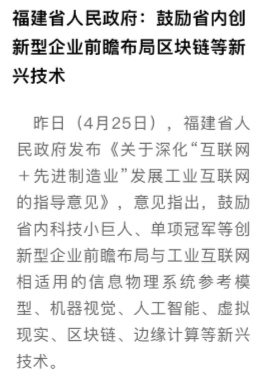 福建省人民政府：鼓励省内创
新型企业前瞻布局区块链等新
兴技术
昨日（4月25日），福建省人
民政府发布《关于深化“互联网
＋先进制造业”发展工业互联网
的指导意见》，意见指出，鼓励
省内科技小巨人、单项冠军等创
新型企业前瞻布局与工业互联网
相适用的信息物理系统参考模
型、机器视觉、人工智能、虚拟
现实、区块链、边缘计算等新兴
技术。